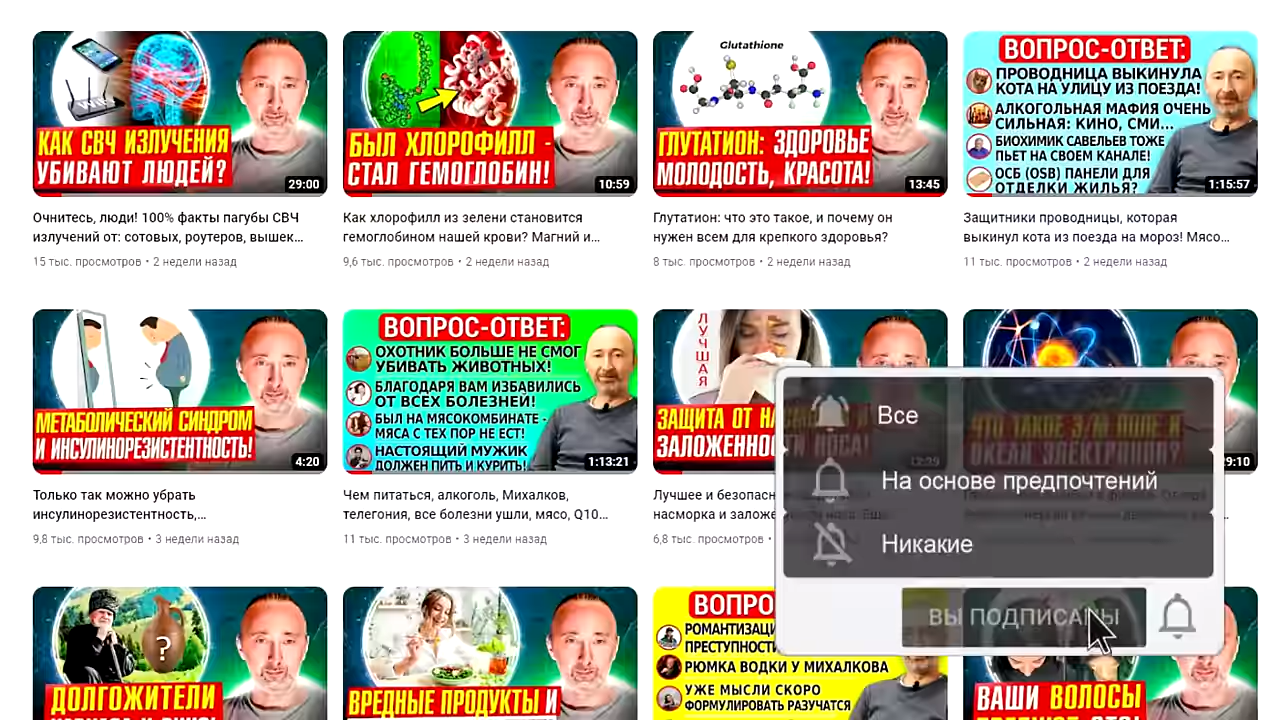 КАК СВЧ ИЗЛУЧЕНИЯ
УБИВАЮТ ЛЮДЕЙ?
29:00
Очнитесь, люди! 100% факты пагубы СВЧ
излучений от: сотовых, роутеров, вышек...
15 тыс. просмотров • 2 недели назад
БЫЛ ХЛОРОФИЛЛ -
СТАЛ ГЕМОГЛОБИН!
10:59
Как хлорофилл из зелени становится
гемоглобином нашей крови? Магний и...
9,6 тыс. просмотров • 2 недели назад
Glutathione
ГЛУТАТИОН: ЗДОРОВЬЕ
МОЛОДОСТЬ, КРАСОТА!
13:45
Глутатион: что это такое, и почему он
нужен всем для крепкого здоровья?
8 тыс. просмотров • 2 недели назад
ВОПРОС-ОТВЕТ:
ПРОВОДНИЦА ВЫКИНУЛА
КОТА НА УЛИЦУ ИЗ ПОЕЗДА!
АЛКОГОЛЬНАЯ МАФИЯ ОЧЕНЬ
СИЛЬНАЯ: КИНО, СМИ...
БИОХИМИК САВЕЛЬЕВ ТОЖЕ
ПЬЕТ НА СВОЕМ КАНАЛЕ!
ОСБ (OSB) ПАНЕЛИ ДЛЯ
ОТДЕЛКИ ЖИЛЬЯ?
1:15:57
Защитники проводницы, которая
выкинул кота из поезда на мороз! Мясо...
11 тыс. просмотров • 2 недели назад
МЕТАБОЛИЧЕСКИЙ СИНДРОМ
И ИНСУЛИНОРЕЗИСТЕНТНОСТЬ!
4:20
Только так можно убрать
инсулинорезистентность,...
9,8 тыс. просмотров • 3 недели назад
ВОПРОС-ОТВЕТ:
ОХОТНИК БОЛЬШЕ НЕ СМОГ
УБИВАТЬ ЖИВОТНЫХ!
БЛАГОДАРЯ ВАМ ИЗБАВИЛИСЬ
ОТ ВСЕХ БОЛЕЗНЕЙ!
БЫЛ НА МЯСОКОМБИНАТЕ -
МЯСА С ТЕХ ПОР НЕ ЕСТ!
НАСТОЯЩИЙ МУЖИК
ДОЛЖЕН ПИТЬ И КУРИТЬ!
1:13:21
Чем питаться, алкоголь, Михалков,
телегония, все болезни ушли, мясо, Q10...
11 тыс. просмотров • 3 недели назад
ЛУЧШАЯ
ЗАЩИТА ОТ
ЗАЛОЖЕННО
12:29
Лучшее и безопасн
насморка и заложе
6,8 тыс. просмотров •
ЧТО ТАКОЕ
9:10
Все
На основе предпочтений
Никакие
ВЫ ПОДПИСАНЫ
?
ДОЛГОЖИТЕЛИ
ВРЕДНЫЕ ПРОДУКТЫ И
ВОПРО
РОМАНТИЗАЦИ
ПРЕСТУПНОСТИ
РЮМКА ВОДКИ У МИХАЛКОВА
УЖЕ МЫСЛИ СКОРО
ФОРМУЛИРОВАТЬ РАЗУЧАТСЯ
ВАШИ ВОЛОСЫ